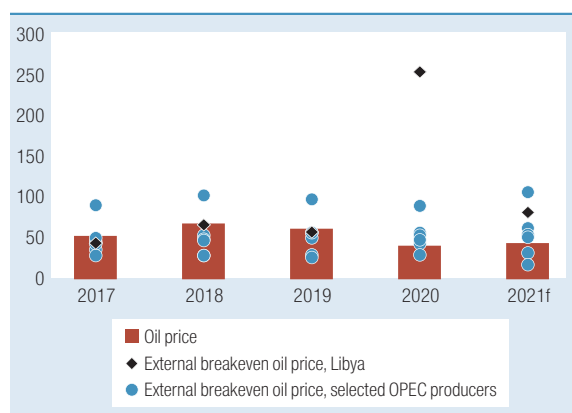 300
250
200
150
100
50
0
2017 2018 2019 2020 2021f
Oil price
External breakeven oil price, Libya
External breakeven oil price, selected OPEC producers